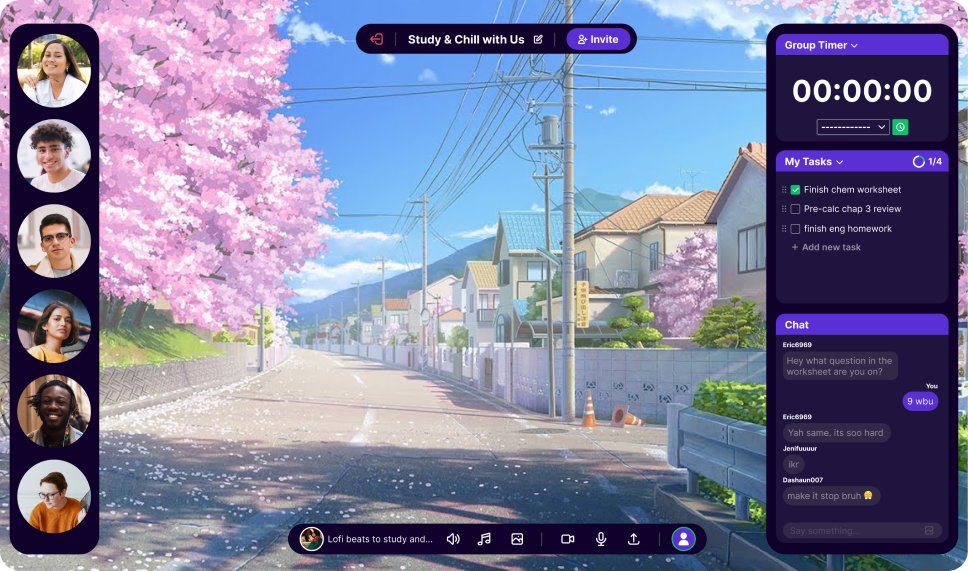 Study & Chill with Us
Invite
Group Timer
00:00:00
------------
My Tasks
1/4
Finish chem worksheet
Pre-calc chap 3 review
finish eng homework
+ Add new task
Chat
Eric6969
Hey what question in the
worksheet are you on?
You
9 wbu
Eric6969
Yah same. its soo hard
Jenifuuuur
ikr
Dashaun007
make it stop bruh
Say something...
Lofi beats to study and...